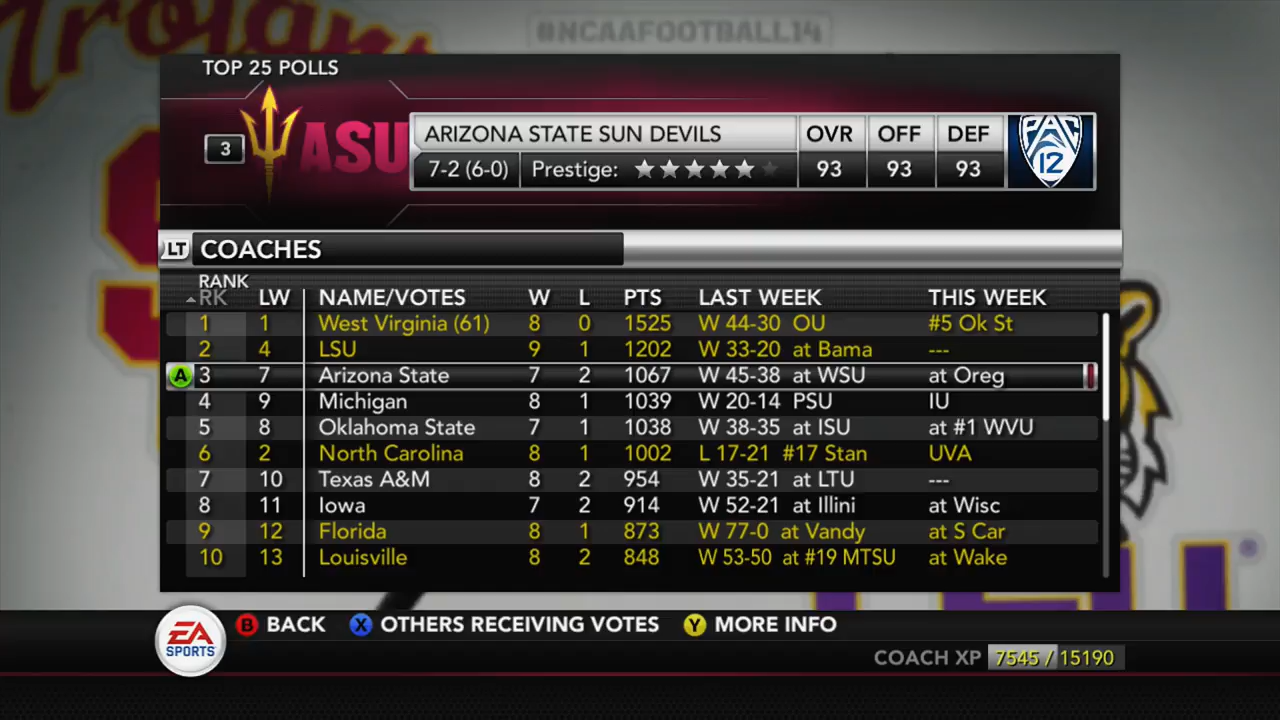 Trojans
#NCAAFOOTBALL14
TOP 25 POLLS
3 ASU ARIZONA STATE SUN DEVILS OVR OFF DEF PAC 12
7-2 (6-0) Prestige: 93 93 93
LT COACHES
RANK
RK LW NAME/VOTES W L PTS LAST WEEK THIS WEEK
1 1 West Virginia (61) 8 0 1525 W 44-30 OU #5 Ok St
2 4 LSU 9 1 1202 W 33-20 at Bama ---
A 3 7 Arizona State 7 2 1067 W 45-38 at WSU at Oreg
4 9 Michigan 8 1 1039 W 20-14 PSU IU
5 8 Oklahoma State 7 1 1038 W 38-35 at ISU at #1 WVU
6 2 North Carolina 8 1 1002 L 17-21 #17 Stan UVA
7 10 Texas A&M 8 2 954 W 35-21 at LTU ---
8 11 Iowa 7 2 914 W 52-21 at Illini at Wisc
9 12 Florida 8 1 873 W 77-0 at Vandy at S Car
10 13 Louisville 8 2 848 W 53-50 at #19 MTSU at Wake
EA SPORTS B BACK X OTHERS RECEIVING VOTES Y MORE INFO
COACH XP 7545 / 15190